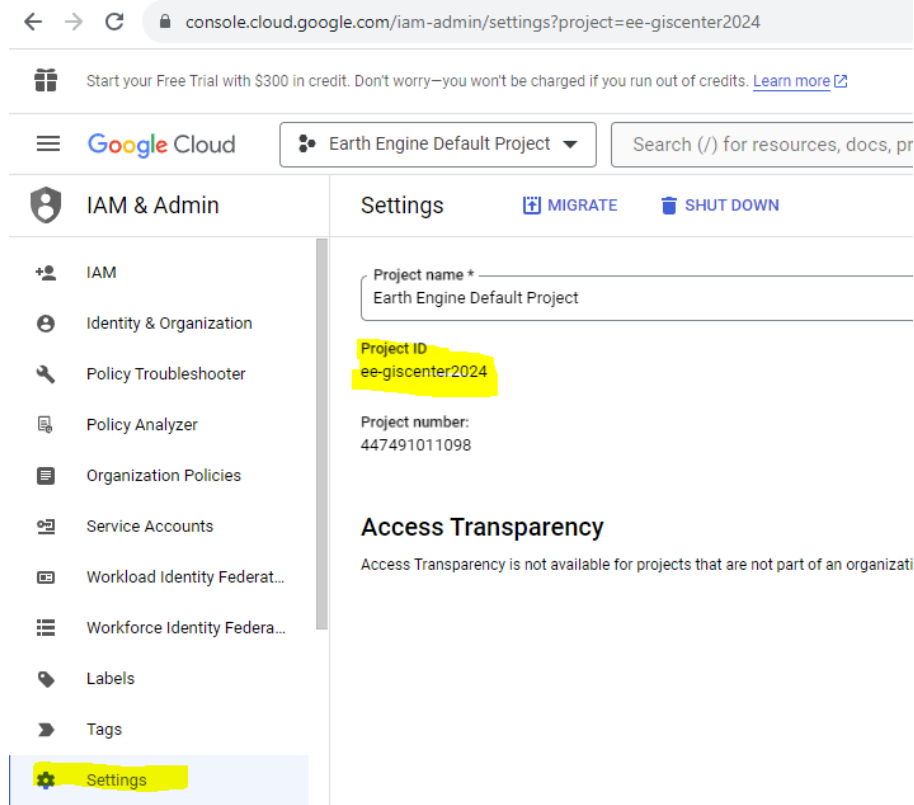 console.cloud.google.com/iam-admin/settings?project=ee-giscenter2024
Start your Free Trial with $300 in credit. Don't worry—you won't be charged if you run out of credits. Learn more
Google Cloud
Earth Engine Default Project
Search (/) for resources, docs, pr
IAM & Admin
Settings
MIGRATE
SHUT DOWN
IAM
Identity & Organization
Policy Troubleshooter
Policy Analyzer
Organization Policies
Service Accounts
Workload Identity Federat...
Workforce Identity Federa...
Labels
Tags
Settings
Project name *
Earth Engine Default Project
Project ID
ee-giscenter2024
Project number:
447491011098
Access Transparency
Access Transparency is not available for projects that are not part of an organizati